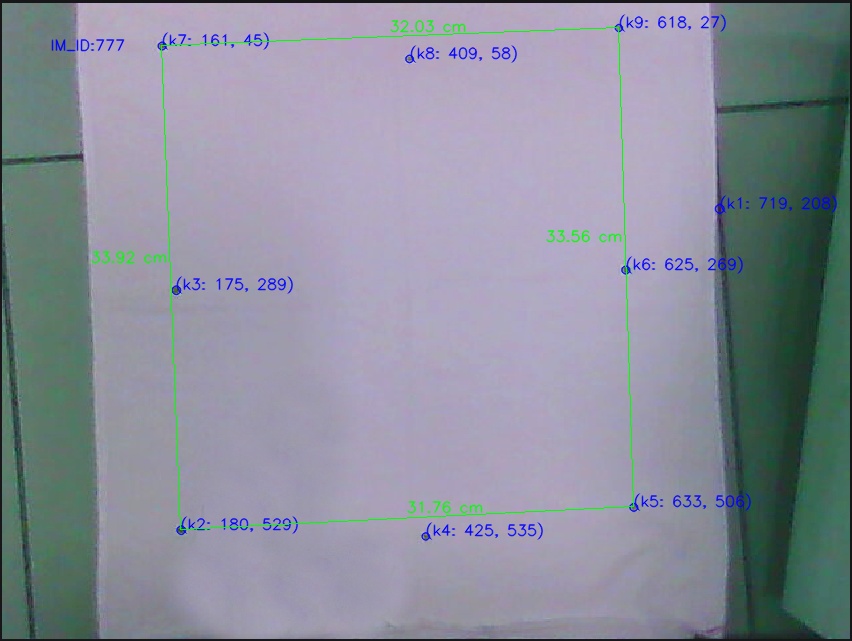 32.03 cm
(k9: 618, 27)
IM_ID:777
(k7: 161, 45)
(k8: 409, 58)
(k1: 719, 208)
33.56 cm
33.92 cm
(k6: 625, 269)
(k3: 175, 289)
31.76 cm
(k5: 633, 506)
(k2: 180, 529)
(k4: 425, 535)